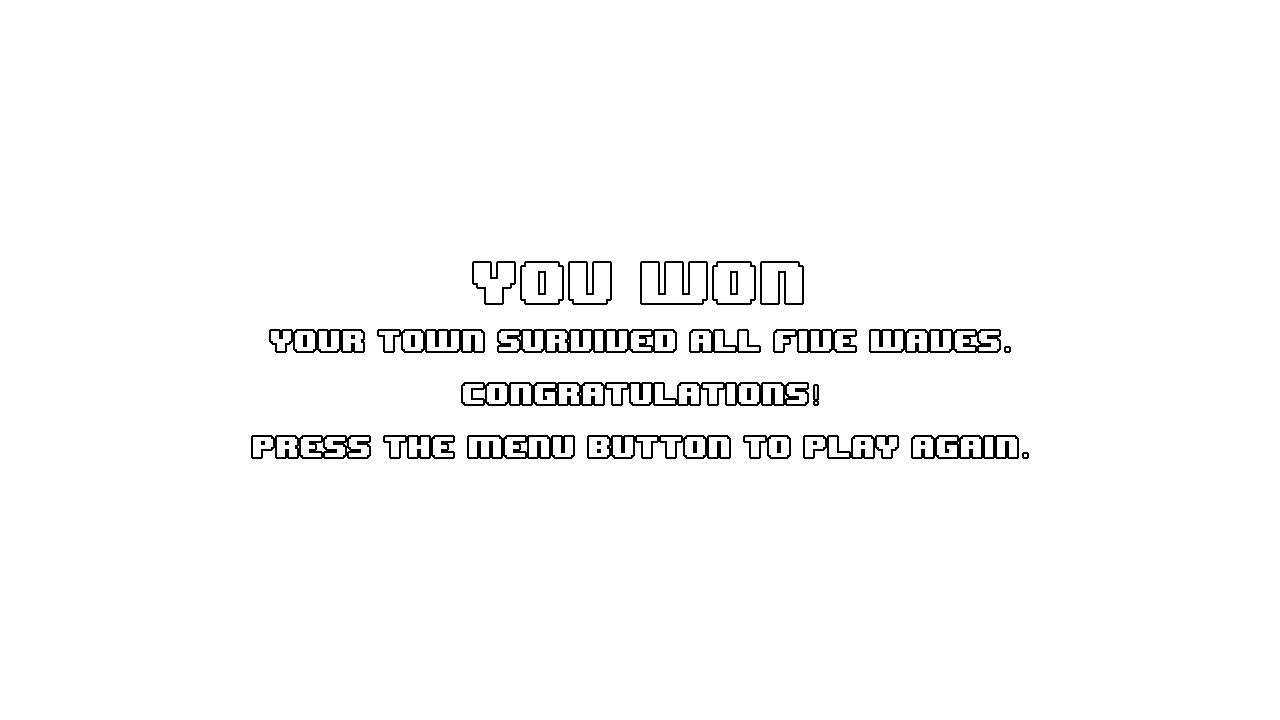 YOU WON
YOUR TOWN SURVIVED ALL FIVE WAVES.
CONGRATULATIONS!
PRESS THE MENU BUTTON TO PLAY AGAIN.